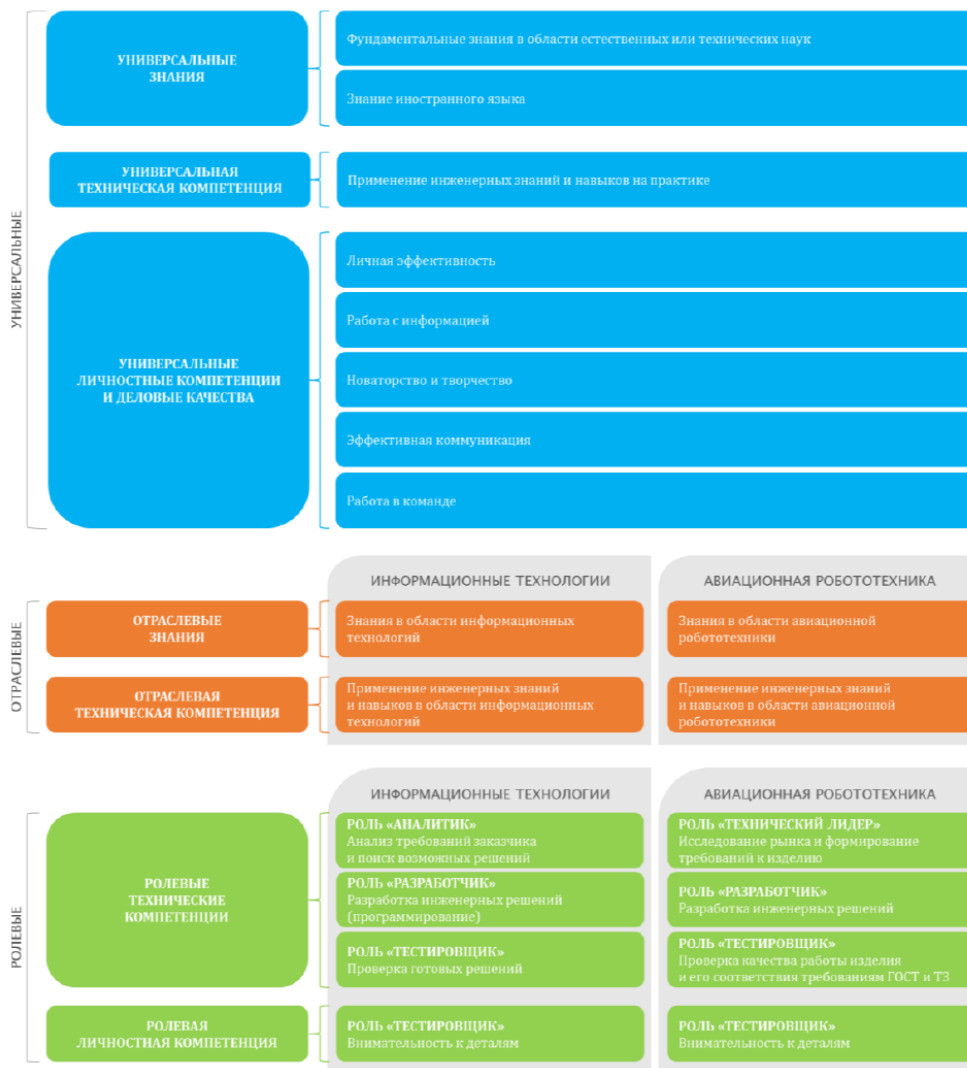 УНИВЕРСАЛЬНЫЕ
УНИВЕРСАЛЬНЫЕ
ЗНАНИЯ
Фундаментальные знания в области естественных или технических наук
Знание иностранного языка
УНИВЕРСАЛЬНАЯ
ТЕХНИЧЕСКАЯ КОМПЕТЕНЦИЯ
Применение инженерных знаний и навыков на практике
УНИВЕРСАЛЬНЫЕ
ЛИЧНОСТНЫЕ КОМПЕТЕНЦИИ
И ДЕЛОВЫЕ КАЧЕСТВА
Личная эффективность
Работа с информацией
Новаторство и творчество
Эффективная коммуникация
Работа в команде
ОТРАСЛЕВЫЕ
ИНФОРМАЦИОННЫЕ ТЕХНОЛОГИИ
АВИАЦИОННАЯ РОБОТОТЕХНИКА
ОТРАСЛЕВЫЕ
ЗНАНИЯ
Знания в области информационных
технологий
Знания в области авиационной
робототехники
ОТРАСЛЕВАЯ
ТЕХНИЧЕСКАЯ КОМПЕТЕНЦИЯ
Применение инженерных знаний
и навыков в области информационных
технологий
Применение инженерных знаний
и навыков в области авиационной
робототехники
РОЛЕВЫЕ
ИНФОРМАЦИОННЫЕ ТЕХНОЛОГИИ
АВИАЦИОННАЯ РОБОТОТЕХНИКА
РОЛЕВЫЕ
ТЕХНИЧЕСКИЕ
КОМПЕТЕНЦИИ
РОЛЬ «АНАЛИТИК»
Анализ требований заказчика
и поиск возможных решений
РОЛЬ «ТЕХНИЧЕСКИЙ ЛИДЕР»
Исследование рынка и формирование
требований к изделию
РОЛЬ «РАЗРАБОТЧИК»
Разработка инженерных решений
(программирование)
РОЛЬ «РАЗРАБОТЧИК»
Разработка инженерных решений
РОЛЬ «ТЕСТИРОВЩИК»
Проверка готовых решений
РОЛЬ «ТЕСТИРОВЩИК»
Проверка качества работы изделия
и его соответствия требованиям ГОСТ и ТЗ
РОЛЕВАЯ
ЛИЧНОСТНАЯ КОМПЕТЕНЦИЯ
РОЛЬ «ТЕСТИРОВЩИК»
Внимательность к деталям
РОЛЬ «ТЕСТИРОВЩИК»
Внимательность к деталям